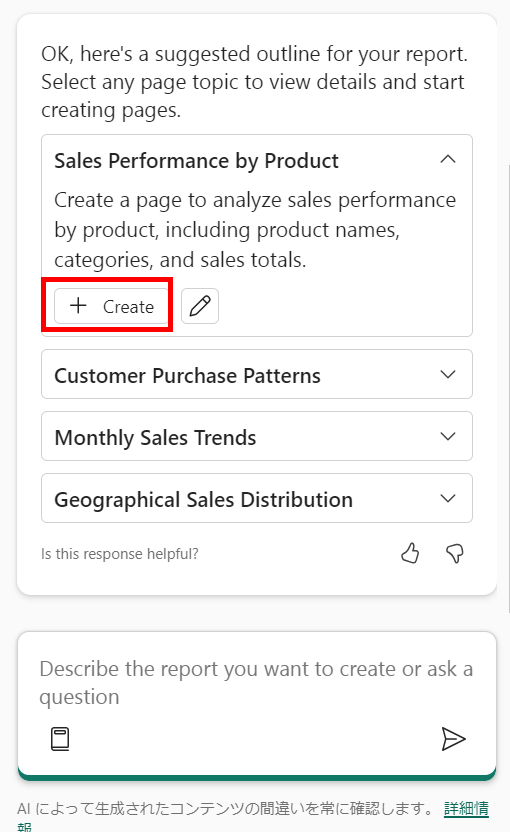 OK, here's a suggested outline for your report.
Select any page topic to view details and start
creating pages.
Sales Performance by Product
Create a page to analyze sales performance
by product, including product names,
categories, and sales totals.
Create
Customer Purchase Patterns
Monthly Sales Trends
Geographical Sales Distribution
Is this response helpful?
Describe the report you want to create or ask a
question
AI によって生成されたコンテンツの間違いを常に確認します。 詳細情
報